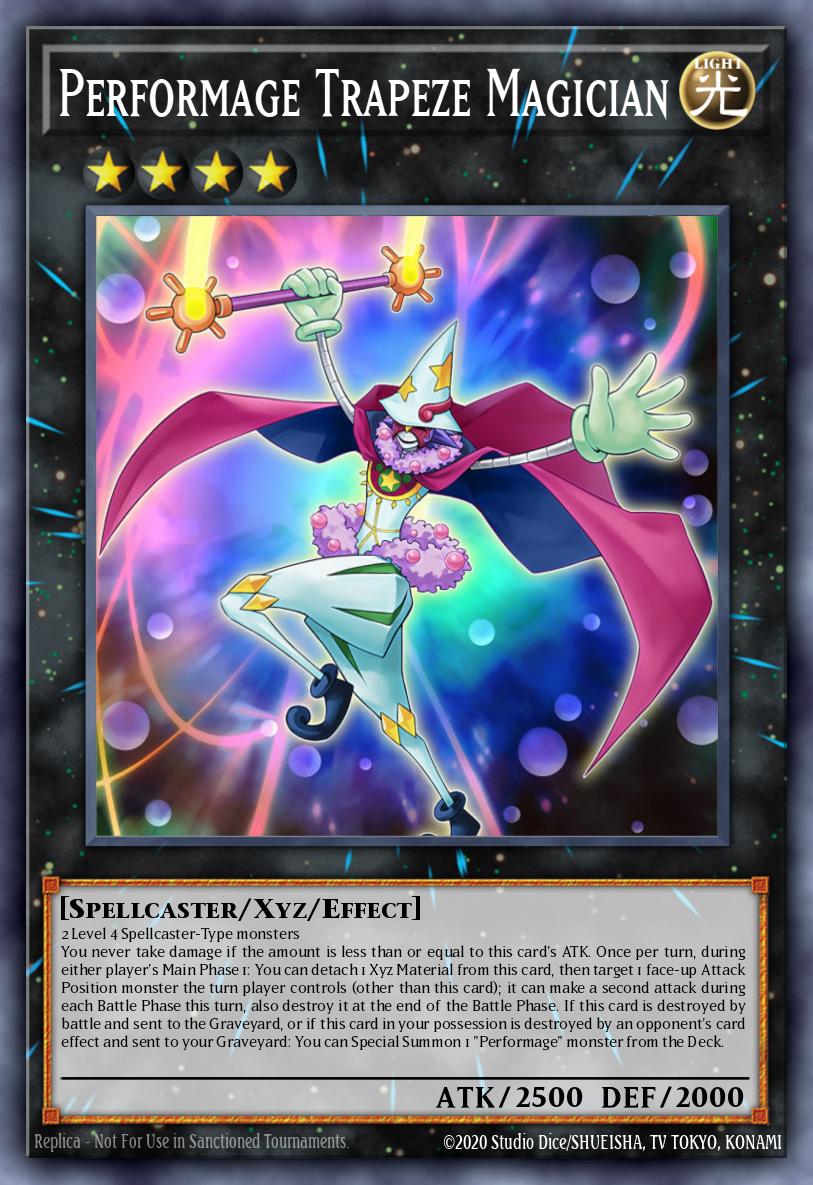 PERFORMAGE TRAPEZE MAGICIAN
LIGHT
光
[SPELLCASTER/XYZ/EFFECT]
2 Level 4 Spellcaster-Type monsters
You never take damage if the amount is less than or equal to this card's ATK. Once per turn, during
either player's Main Phase 1: You can detach 1 Xyz Material from this card, then target 1 face-up Attack
Position monster the turn player controls (other than this card); it can make a second attack during
each Battle Phase this turn, also destroy it at the end of the Battle Phase. If this card is destroyed by
battle and sent to the Graveyard, or if this card in your possession is destroyed by an opponent's card
effect and sent to your Graveyard: You can Special Summon 1 "Performage" monster from the Deck.
ATK/2500 DEF/2000
Replica - Not For Use in Sanctioned Tournaments.
©2020 Studio Dice/SHUEISHA, TV TOKYO, KONAMI